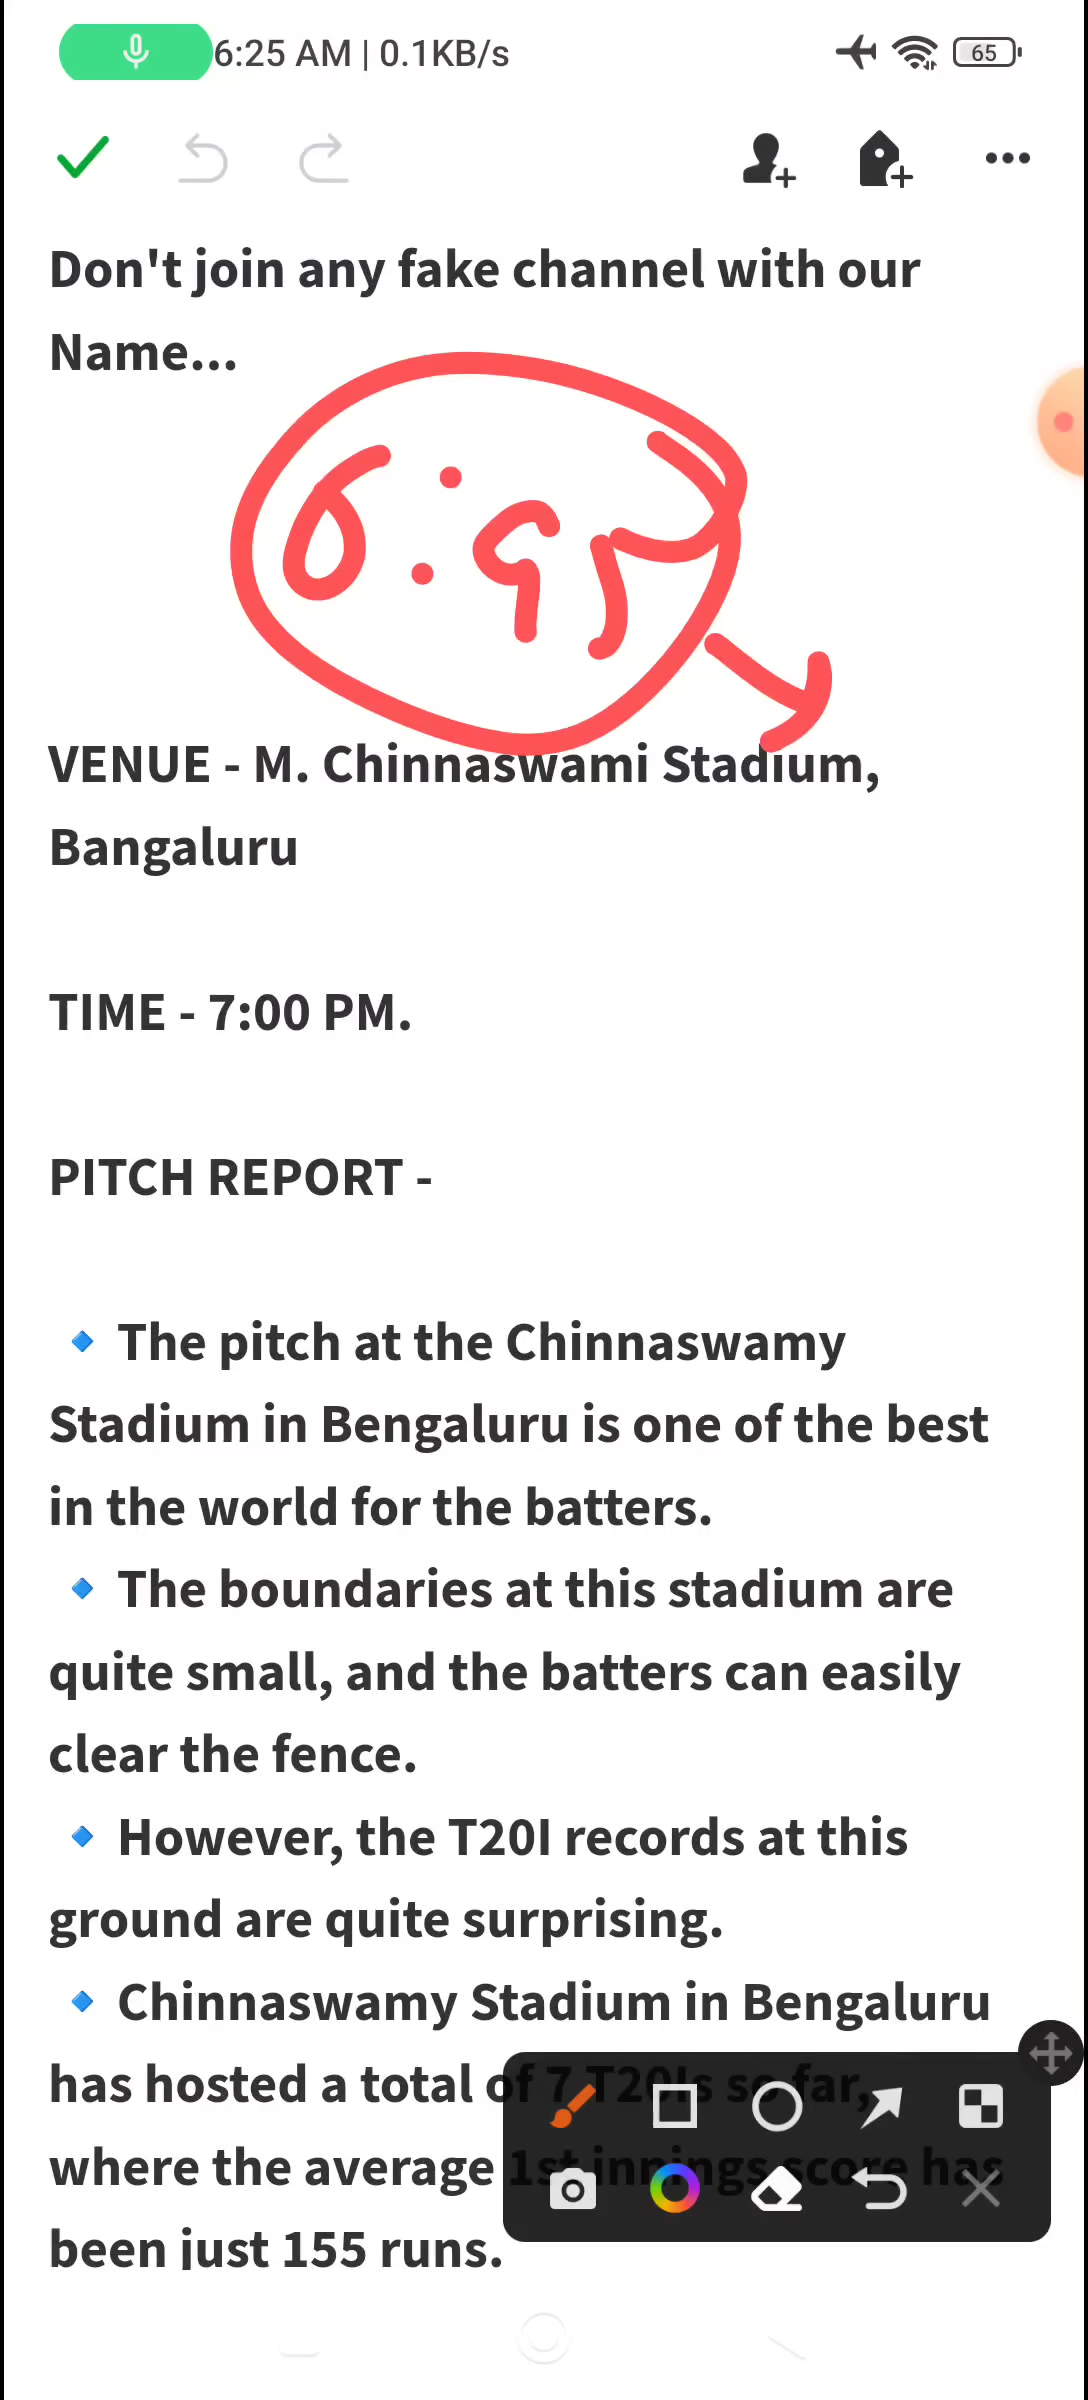 6:25 AM | 0.1KB/s
65
Don't join any fake channel with our
Name...
6:45
VENUE - M. Chinnaswami Stadium,
Bangaluru
TIME - 7:00 PM.
PITCH REPORT -
The pitch at the Chinnaswamy
Stadium in Bengaluru is one of the best
in the world for the batters.
The boundaries at this stadium are
quite small, and the batters can easily
clear the fence.
However, the T20I records at this
ground are quite surprising.
Chinnaswamy Stadium in Bengaluru
has hosted a total of 7 T20Is so far,
where the average 1st innings score has
been just 155 runs.